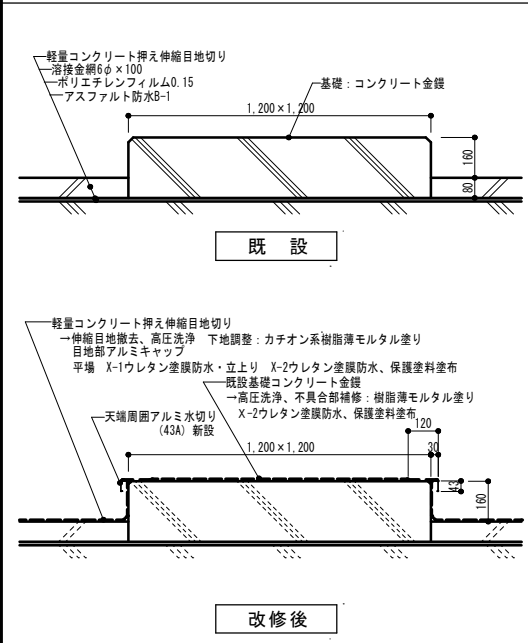 軽量コンクリート押え伸縮目地切り
溶接金網6φ×100
ポリエチレンフィルム0.15
アスファルト防水B-1
基礎：コンクリート金鏝
1,200×1,200
160
80
既 設
軽量コンクリート押え伸縮目地切り
→伸縮目地撤去、高圧洗浄 下地調整：カチオン系樹脂薄モルタル塗り
目地部アルミキャップ
平場 X-1ウレタン塗膜防水・立上り X-2ウレタン塗膜防水、保護塗料塗布
既設基礎コンクリート金鏝
→高圧洗浄、不具合部補修：樹脂薄モルタル塗り
X-2ウレタン塗膜防水、保護塗料塗布
天端周囲アルミ水切り
(43A) 新設
120
1,200×1,200
30
43
160
改修後